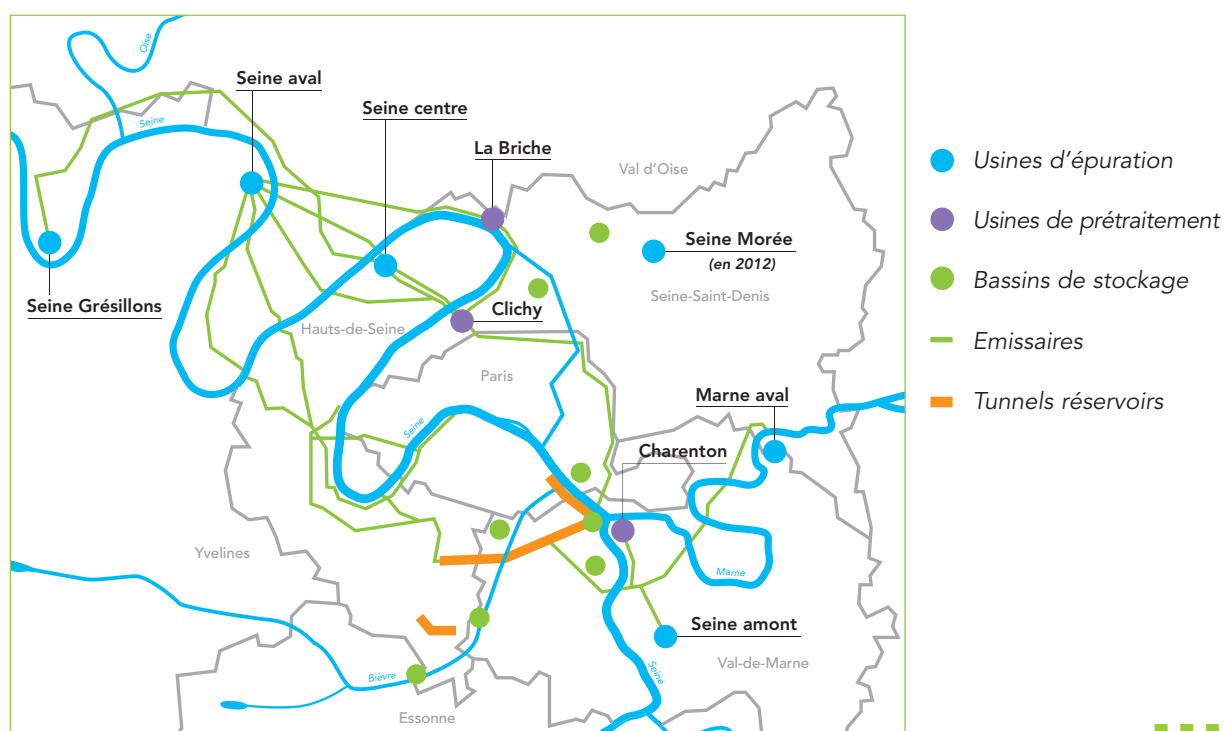 Oise
Seine aval
Seine centre
Seine
La Briche
Val d'Oise
Usines d'épuration
Usines de prétraitement
Seine Morée
(en 2012)
Bassins de stockage
Seine-Saint-Denis
Seine Grésillons
Clichy
Hauts-de-Seine
Emissaires
Paris
Marne aval
Tunnels réservoirs
Seine
Charenton
Yvelines
Marne
Seine amont
Val-de-Marne
Seine
Bièvre
Essonne